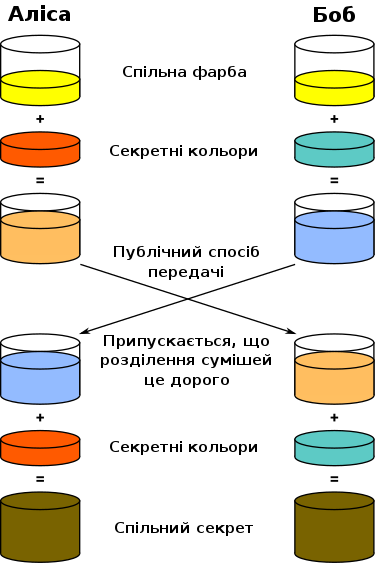 Аліса
Боб
Спільна фарба
+
+
Секретні кольори
=
=
Публічний спосіб
передачі
Припускається, що
розділення сумішей
це дорого
+
+
Секретні кольори
=
=
Спільний секрет